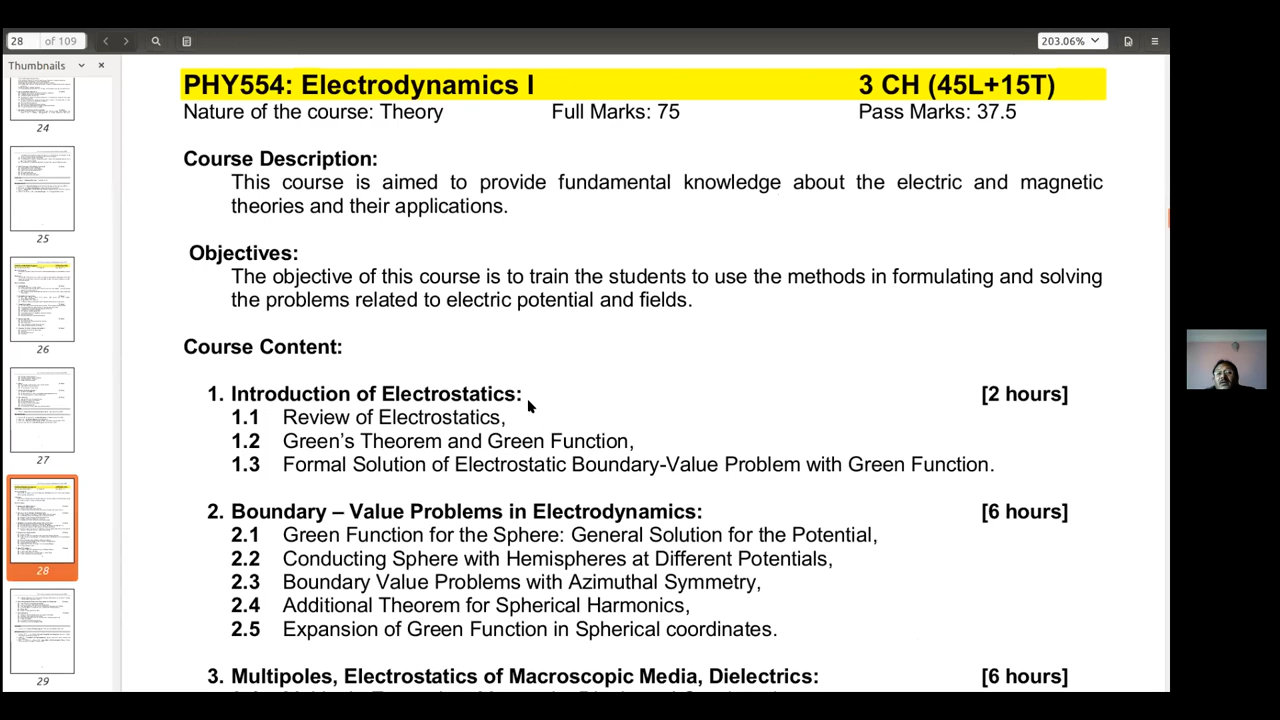 28 of 109
203.06%
Thumbnails
24
25
26
27
28
29
PHY554: Electrodynamics I 3 CH (45L+15T)
Nature of the course: Theory Full Marks: 75 Pass Marks: 37.5
Course Description:
This course is aimed to provide fundamental knowledge about the electric and magnetic
theories and their applications.
Objectives:
The objective of this course is to train the students to use the methods in formulating and solving
the problems related to electric potential and fields.
Course Content:
1. Introduction of Electrostatics: [2 hours]
1.1 Review of Electrostatics,
1.2 Green's Theorem and Green Function,
1.3 Formal Solution of Electrostatic Boundary-Value Problem with Green Function.
2. Boundary – Value Problems in Electrodynamics: [6 hours]
2.1 Green Function for the Sphere: General Solution for the Potential,
2.2 Conducting Sphere with Hemispheres at Different Potentials,
2.3 Boundary Value Problems with Azimuthal Symmetry,
2.4 Additional Theorem for Spherical Harmonics,
2.5 Expansion of Green Function in Spherical coordinates.
3. Multipoles, Electrostatics of Macroscopic Media, Dielectrics: [6 hours]